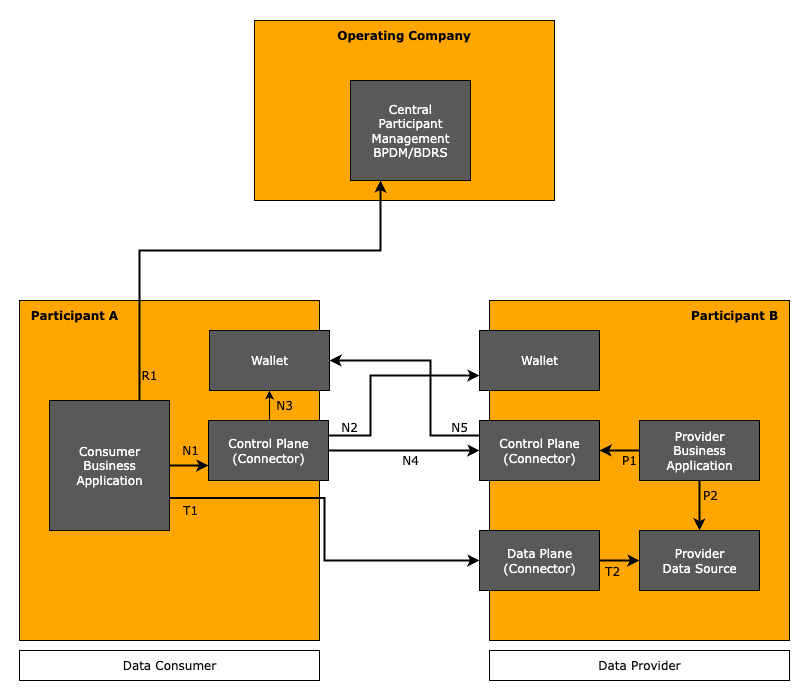 Operating Company
Central
Participant
Management
BPDM/BDRS
Participant A
Participant B
Wallet
Wallet
R1
N3
Consumer
Business
Application
N1
Control Plane
(Connector)
N2
N5
N4
Control Plane
(Connector)
P1
Provider
Business
Application
T1
P2
Data Plane
(Connector)
T2
Provider
Data Source
Data Consumer
Data Provider